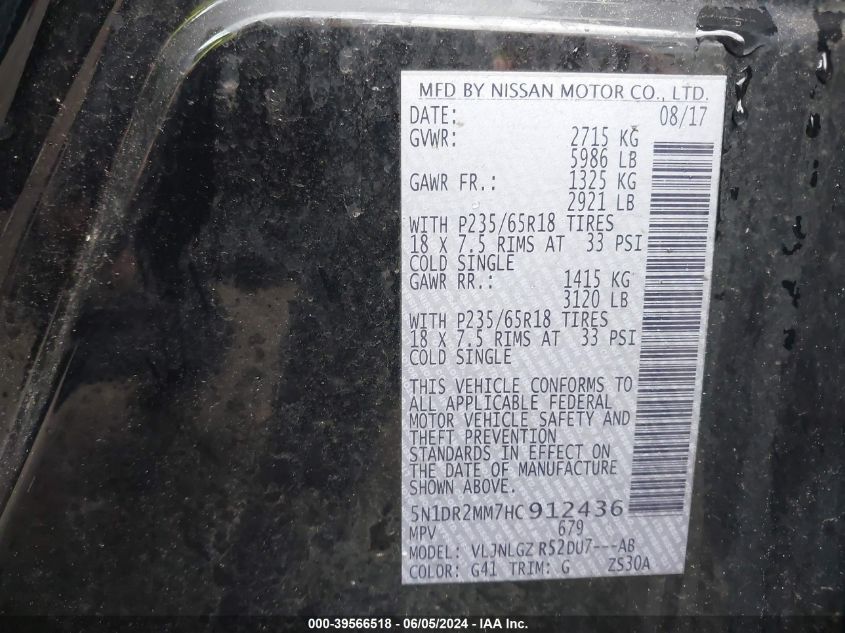 MFD BY NISSAN MOTOR CO., LTD.
DATE: 08/17
GVWR: 2715 KG
5986 LB
GAWR FR.: 1325 KG
2921 LB
WITH P235/65R18 TIRES
18 X 7.5 RIMS AT 33 PSI
COLD SINGLE
GAWR RR.: 1415 KG
3120 LB
WITH P235/65R18 TIRES
18 X 7.5 RIMS AT 33 PSI
COLD SINGLE
THIS VEHICLE CONFORMS TO
ALL APPLICABLE FEDERAL
MOTOR VEHICLE SAFETY AND
THEFT PREVENTION
STANDARDS IN EFFECT ON
THE DATE OF MANUFACTURE
SHOWN ABOVE.
5N1DR2MM7HC912436
MPV 679
MODEL: VLJNLGZ R52DU7---AB
COLOR: G41 TRIM: G ZS30A
000-39566518 - 06/05/2024 - IAA Inc.